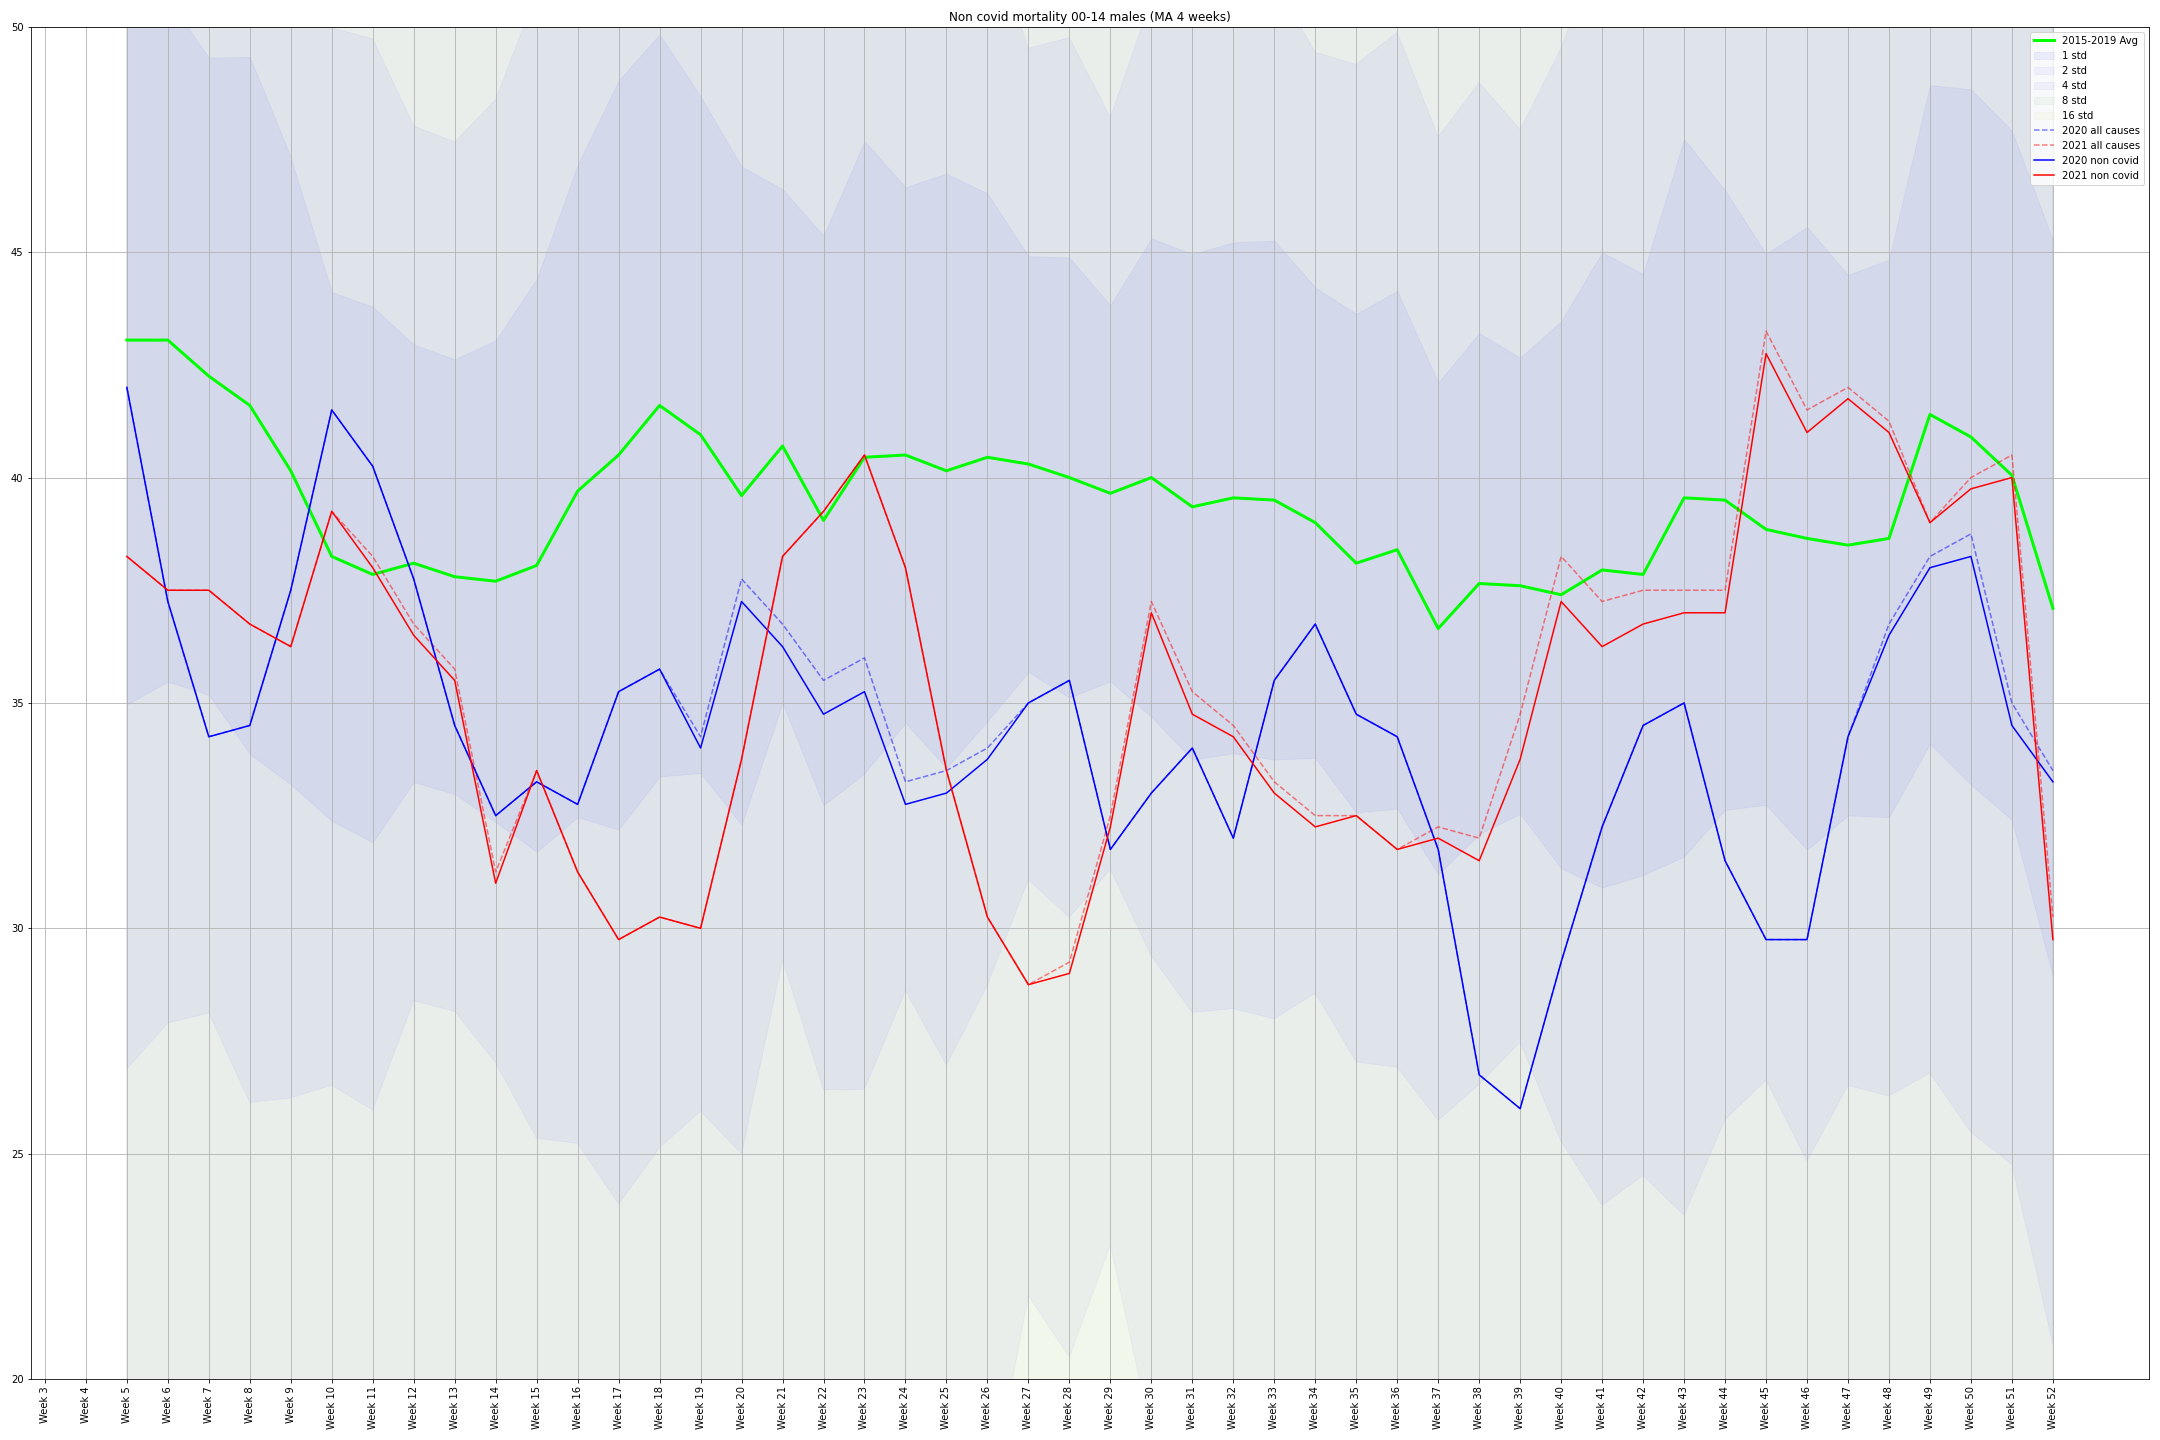 Non covid mortality 00-14 males (MA 4 weeks)
50
45
40
35
30
25
20
2015-2019 Avg
1 std
2 std
4 std
8 std
16 std
2020 all causes
2021 all causes
2020 non covid
2021 non covid
Week 3
Week 4
Week 5
Week 6
Week 7
Week 8
Week 9
Week 10
Week 11
Week 12
Week 13
Week 14
Week 15
Week 16
Week 17
Week 18
Week 19
Week 20
Week 21
Week 22
Week 23
Week 24
Week 25
Week 26
Week 27
Week 28
Week 29
Week 30
Week 31
Week 32
Week 33
Week 34
Week 35
Week 36
Week 37
Week 38
Week 39
Week 40
Week 41
Week 42
Week 43
Week 44
Week 45
Week 46
Week 47
Week 48
Week 49
Week 50
Week 51
Week 52